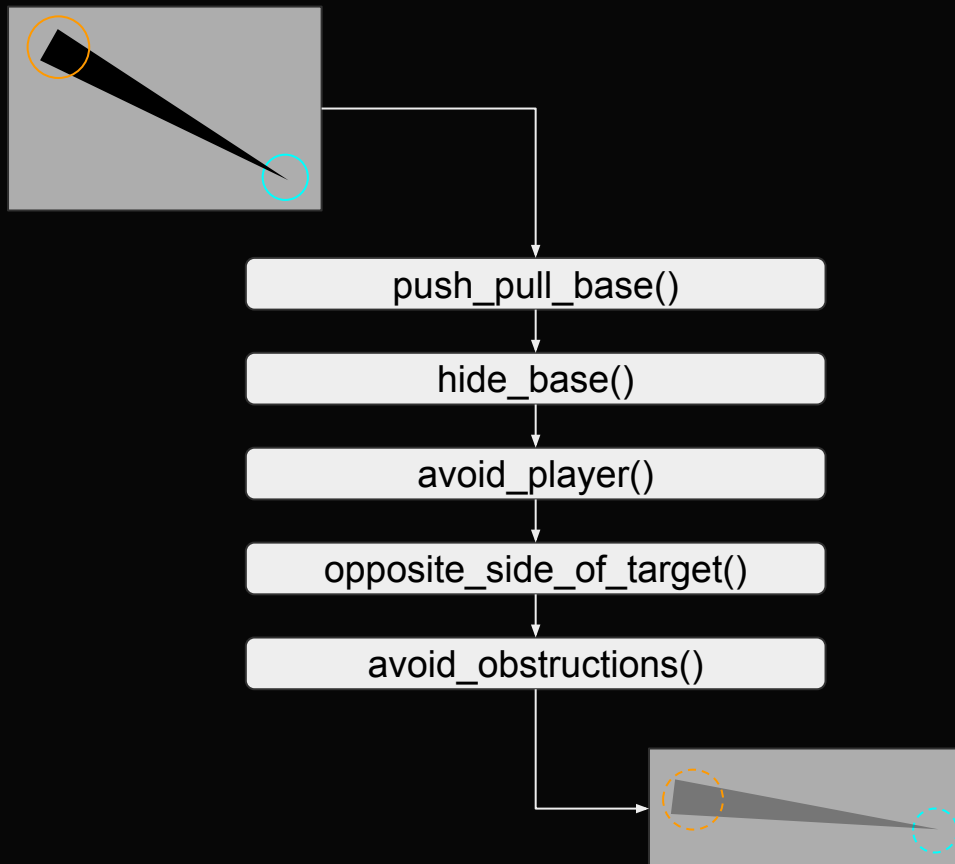 push_pull_base()
hide_base()
avoid_player()
opposite_side_of_target()
avoid_obstructions()